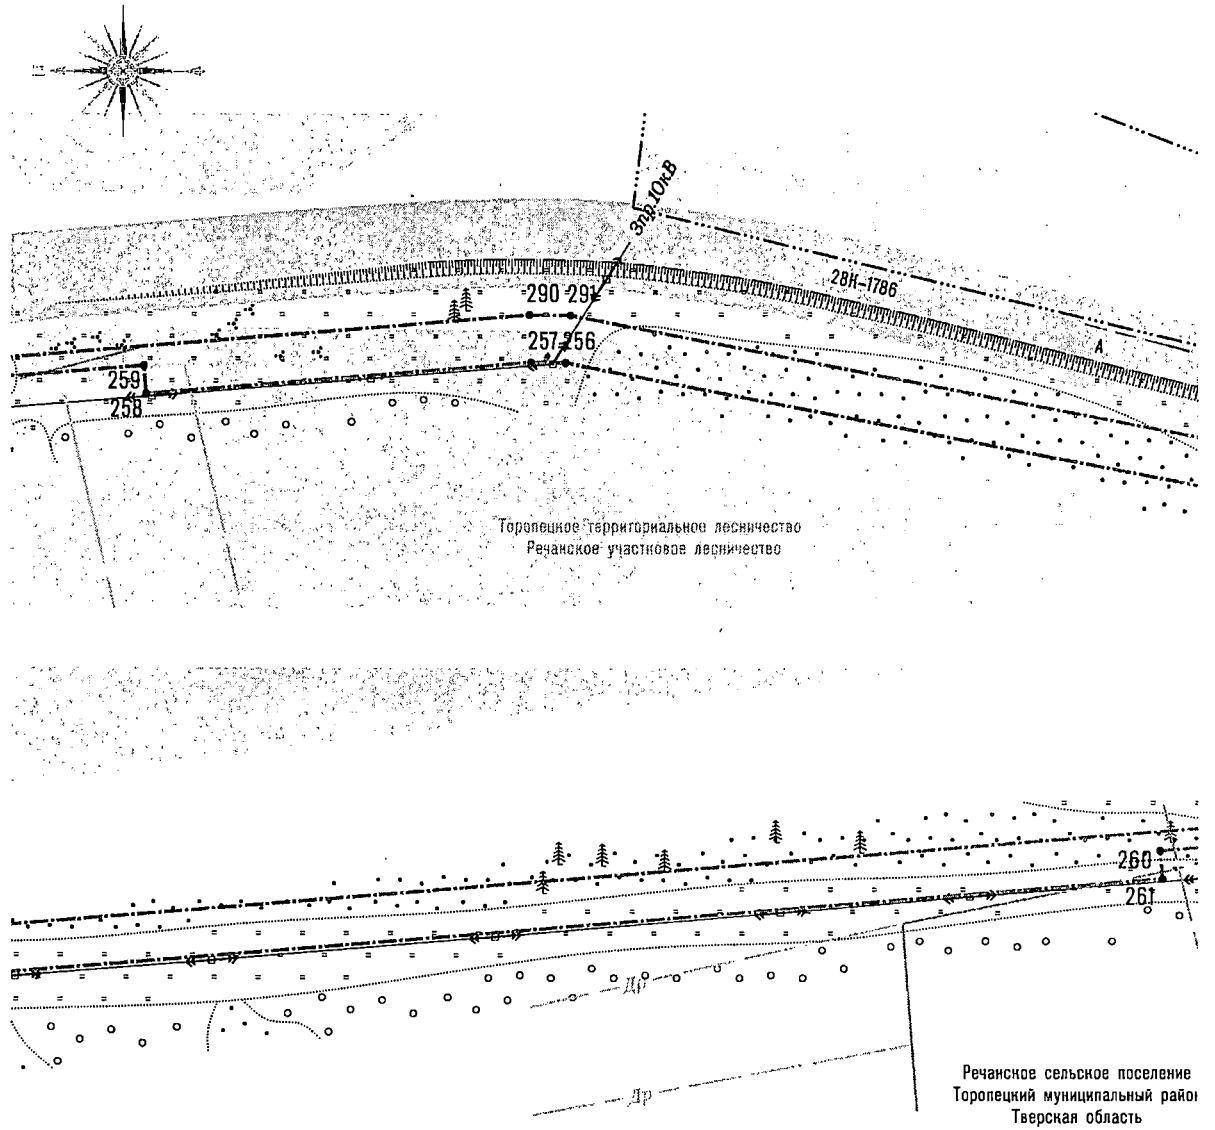 3пр.10кВ
28К-1786
А
290 291
257 256
259
258
Торопецкое территориальное лесничество
Речанское участковое лесничество
260
261
Др
Др
Речанское сельское поселение
Торопецкий муниципальный район
Тверская область